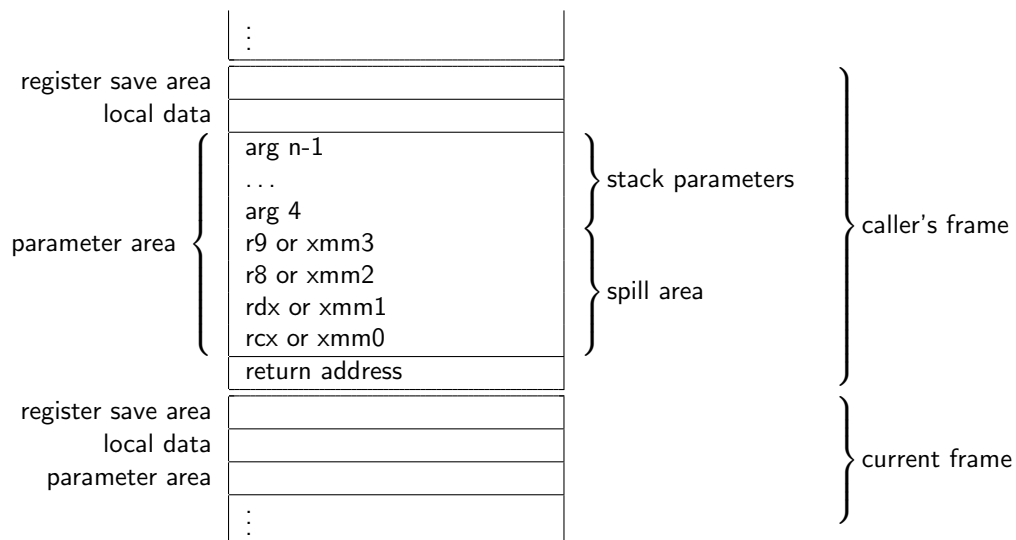 ⋮
register save area
local data
arg n-1
. . .
stack parameters
arg 4
caller's frame
parameter area
r9 or xmm3
r8 or xmm2
spill area
rdx or xmm1
rcx or xmm0
return address
register save area
local data
current frame
parameter area
⋮